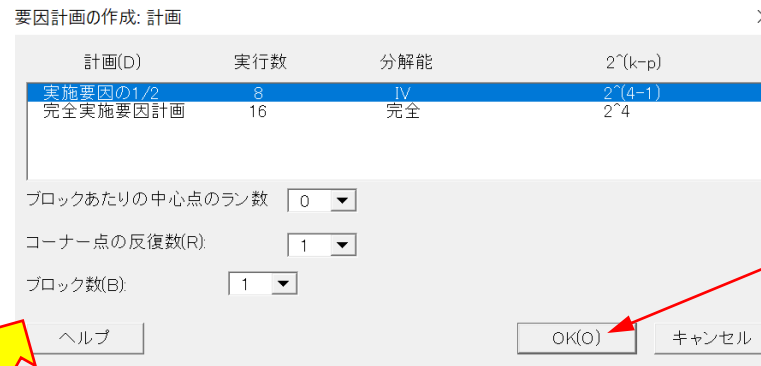 要因計画の作成: 計画
計画(D) 実行数 分解能 2^(k-p)
実施要因の1/2 8 IV 2^(4-1)
完全実施要因計画 16 完全 2^4
ブロックあたりの中心点のラン数 0
コーナー点の反復数(R): 1
ブロック数(B): 1
ヘルプ OK(O) キャンセル